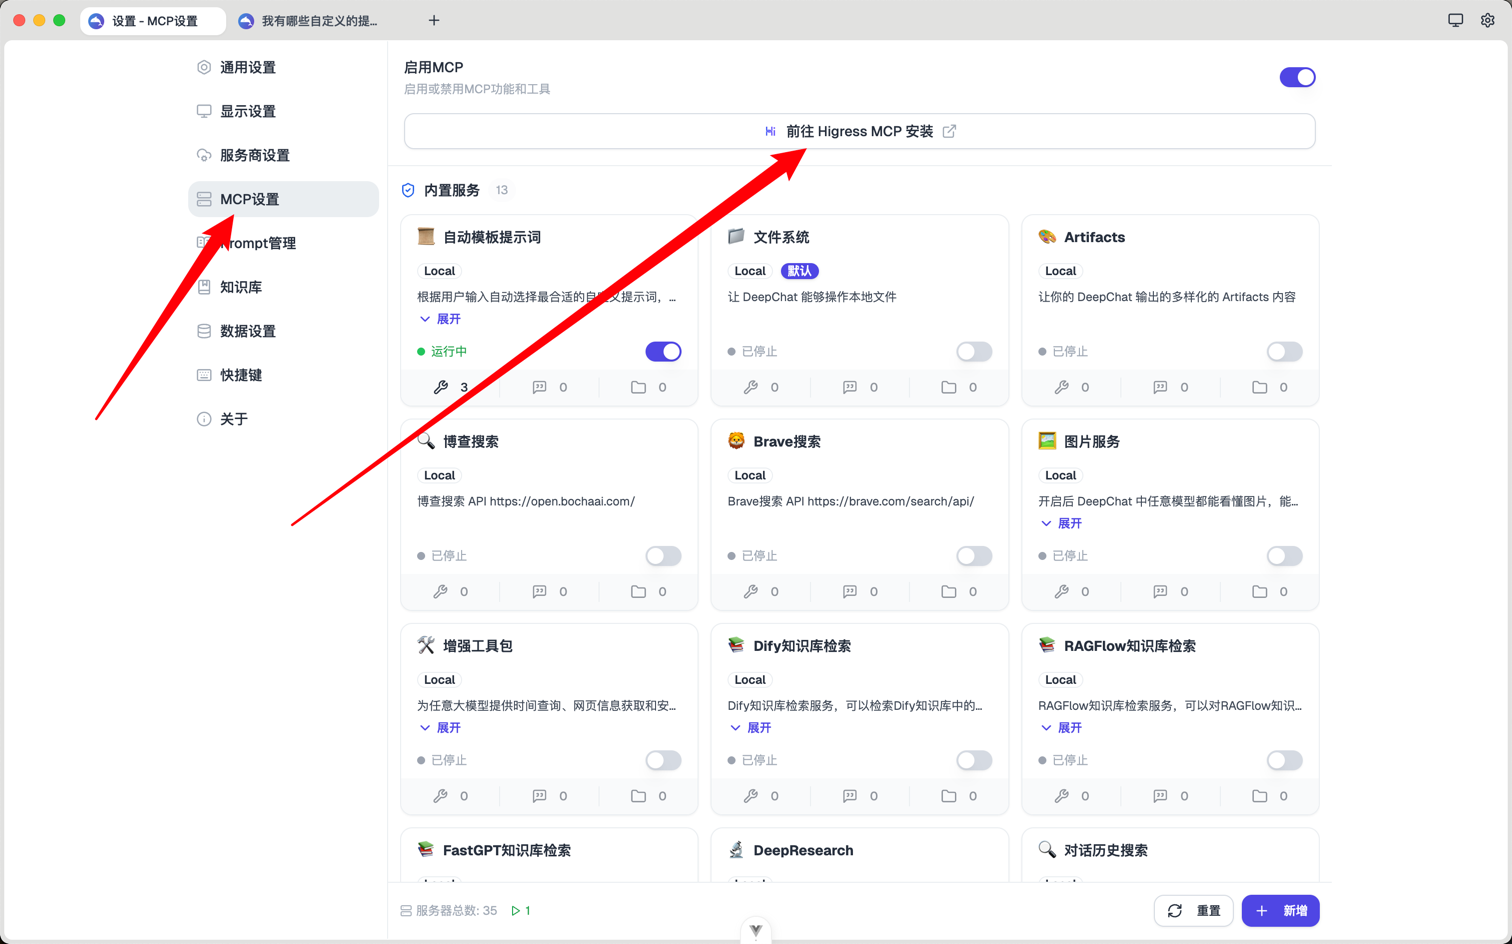 设置 - MCP设置
我有哪些自定义的提...
通用设置
显示设置
服务商设置
MCP设置
Prompt管理
知识库
数据设置
快捷键
关于
启用MCP
启用或禁用MCP功能和工具
Hi 前往 Higress MCP 安装
内置服务 13
自动模板提示词
Local
根据用户输入自动选择最合适的自定义提示词，...
展开
运行中
3 0 0
文件系统
Local 默认
让 DeepChat 能够操作本地文件
已停止
0 0 0
Artifacts
Local
让你的 DeepChat 输出的多样化的 Artifacts 内容
已停止
0 0 0
博查搜索
Local
博查搜索 API https://open.bochaai.com/
已停止
0 0 0
Brave搜索
Local
Brave搜索 API https://brave.com/search/api/
已停止
0 0 0
图片服务
Local
开启后 DeepChat 中任意模型都能看懂图片，能...
展开
已停止
0 0 0
增强工具包
Local
为任意大模型提供时间查询、网页信息获取和安...
展开
已停止
0 0 0
Dify知识库检索
Local
Dify知识库检索服务，可以检索Dify知识库中的...
展开
已停止
0 0 0
RAGFlow知识库检索
Local
RAGFlow知识库检索服务，可以对RAGFlow知识...
展开
已停止
0 0 0
FastGPT知识库检索
DeepResearch
对话历史搜索
服务器总数: 35 1
重置
新增